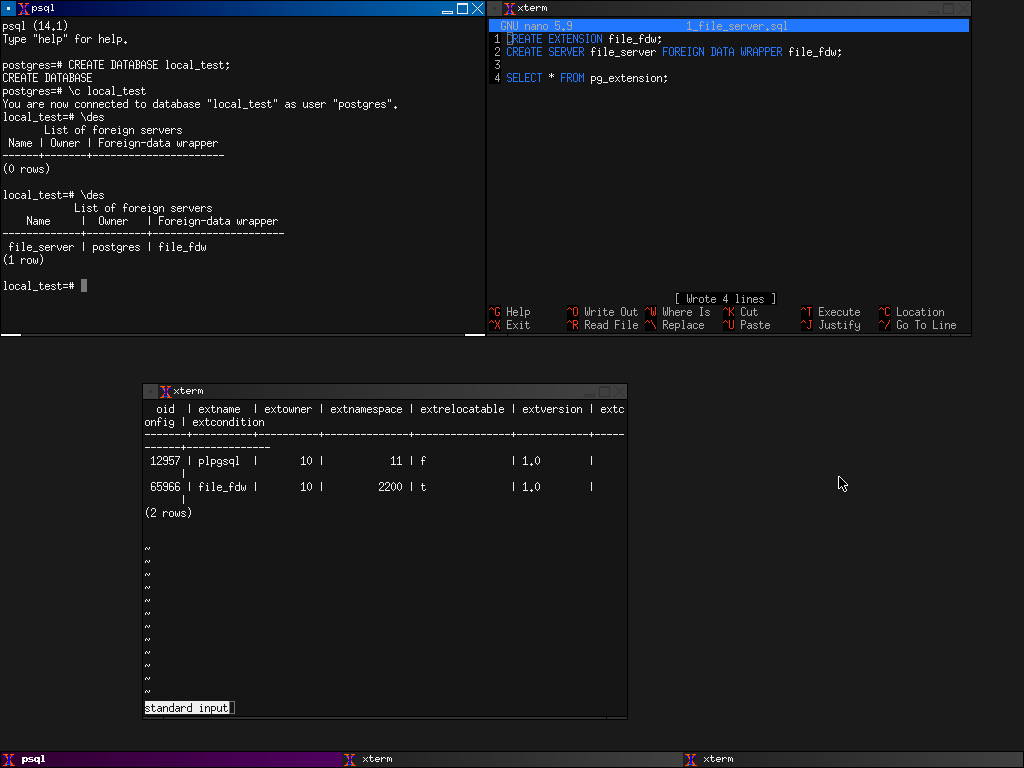 psql
psql (14.1)
Type "help" for help.
postgres=# CREATE DATABASE local_test;
CREATE DATABASE
postgres=# \c local_test
You are now connected to database "local_test" as user "postgres".
local_test=# \des
List of foreign servers
Name | Owner | Foreign-data wrapper
------+-------+----------------------
(0 rows)
local_test=# \des
List of foreign servers
Name | Owner | Foreign-data wrapper
-------------+----------+----------------------
file_server | postgres | file_fdw
(1 row)
local_test=#
xterm
GNU nano 5.9 1_file_server.sql
1 CREATE EXTENSION file_fdw;
2 CREATE SERVER file_server FOREIGN DATA WRAPPER file_fdw;
3
4 SELECT * FROM pg_extension;
[ Wrote 4 lines ]
^G Help ^O Write Out ^W Where Is ^K Cut ^T Execute ^C Location
^X Exit ^R Read File ^\ Replace ^U Paste ^J Justify ^/ Go To Line
xterm
oid | extname | extowner | extnamespace | extrelocatable | extversion | extc
onfig | extcondition
-------+----------+----------+--------------+----------------+------------+-----
------+--------------
12957 | plpgsql | 10 | 11 | f | 1.0 |
|
65966 | file_fdw | 10 | 2200 | t | 1.0 |
|
(2 rows)
~
~
~
~
~
~
~
~
~
~
~
~
standard input
psql xterm xterm